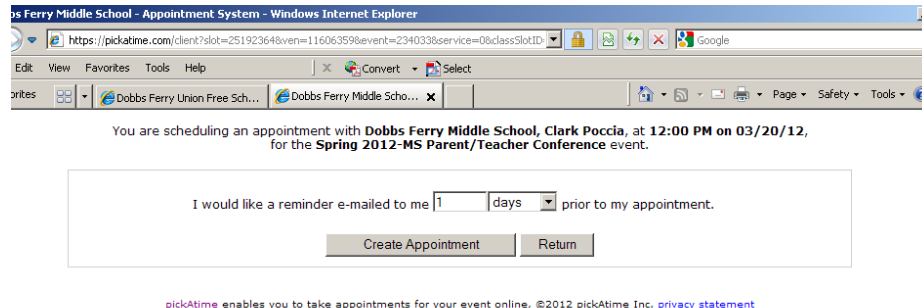 bs Ferry Middle School - Appointment System - Windows Internet Explorer
https://pickatime.com/client?slot=25192364&ven=11606359&event=234033&service=0&classSlotID= Google
Edit View Favorites Tools Help X Convert Select
orites Dobbs Ferry Union Free Sch... Dobbs Ferry Middle Scho... X Page Safety Tools
You are scheduling an appointment with Dobbs Ferry Middle School, Clark Poccia, at 12:00 PM on 03/20/12,
for the Spring 2012-MS Parent/Teacher Conference event.
I would like a reminder e-mailed to me 1 days prior to my appointment.
Create Appointment Return
pickAtime enables you to take appointments for your event online. ©2012 pickAtime Inc. privacy statement